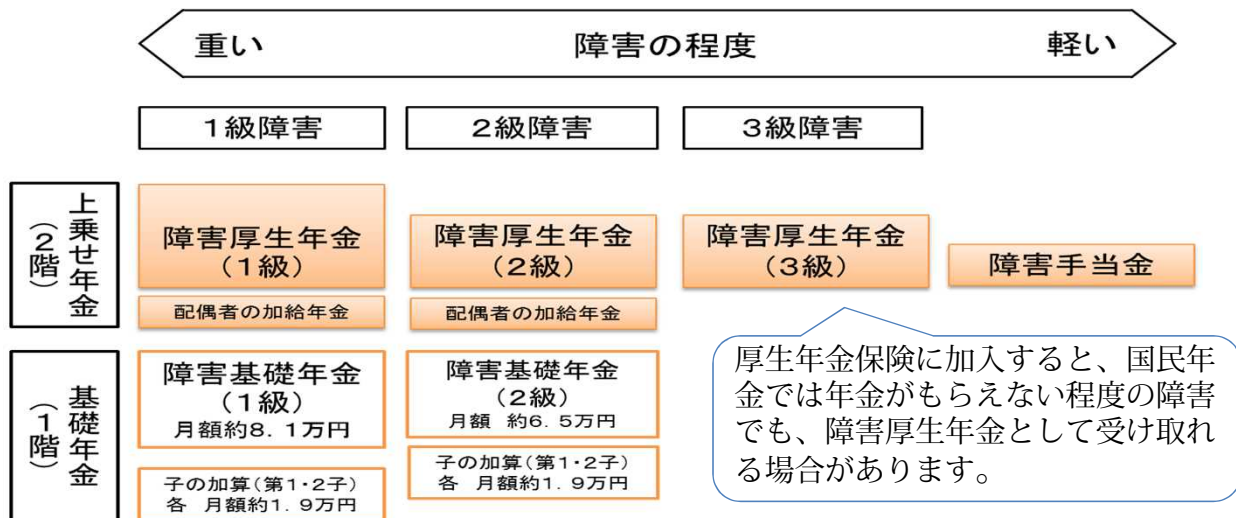 重い 障害の程度 軽い
1級障害 2級障害 3級障害
上乗せ年金
(2階)
障害厚生年金
(1級)
配偶者の加給年金
障害厚生年金
(2級)
配偶者の加給年金
障害厚生年金
(3級)
障害手当金
基礎年金
(1階)
障害基礎年金
(1級)
月額約8.1万円
子の加算(第1・2子)
各 月額約1.9万円
障害基礎年金
(2級)
月額 約6.5万円
子の加算(第1・2子)
各 月額約1.9万円
厚生年金保険に加入すると、国民年
金では年金がもらえない程度の障害
でも、障害厚生年金として受け取れ
る場合があります。